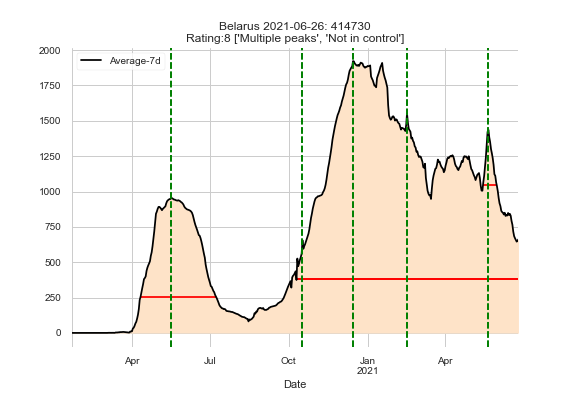 Belarus 2021-06-26: 414730
Rating:8 ['Multiple peaks', 'Not in control']
Average-7d
2000
1750
1500
1250
1000
750
500
250
0
Apr
Jul
Oct
Jan
2021
Apr
Date